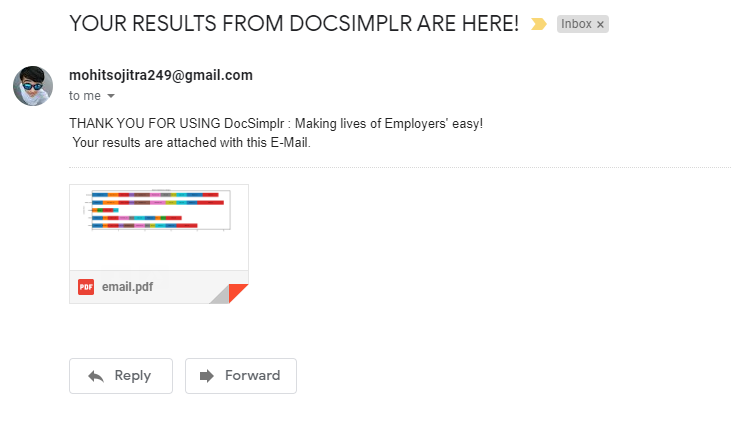 YOUR RESULTS FROM DOCSIMPLR ARE HERE! Inbox ×
mohitsojitra249@gmail.com
to me
THANK YOU FOR USING DocSimplr : Making lives of Employers' easy!
Your results are attached with this E-Mail.
PDF email.pdf
Reply Forward